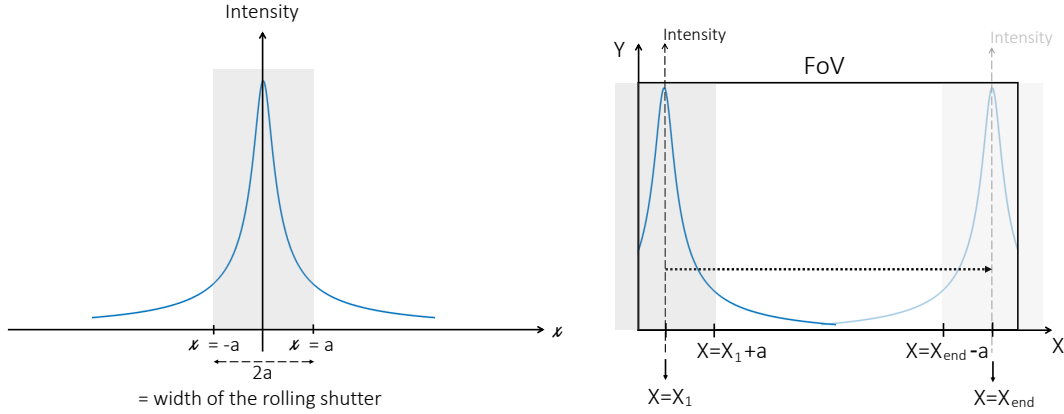 Intensity
𝓍
𝓍 = -a
𝓍 = a
2a
= width of the rolling shutter
Y
Intensity
Intensity
FoV
X
X=X₁+a
X=Xend-a
X=X₁
X=Xend